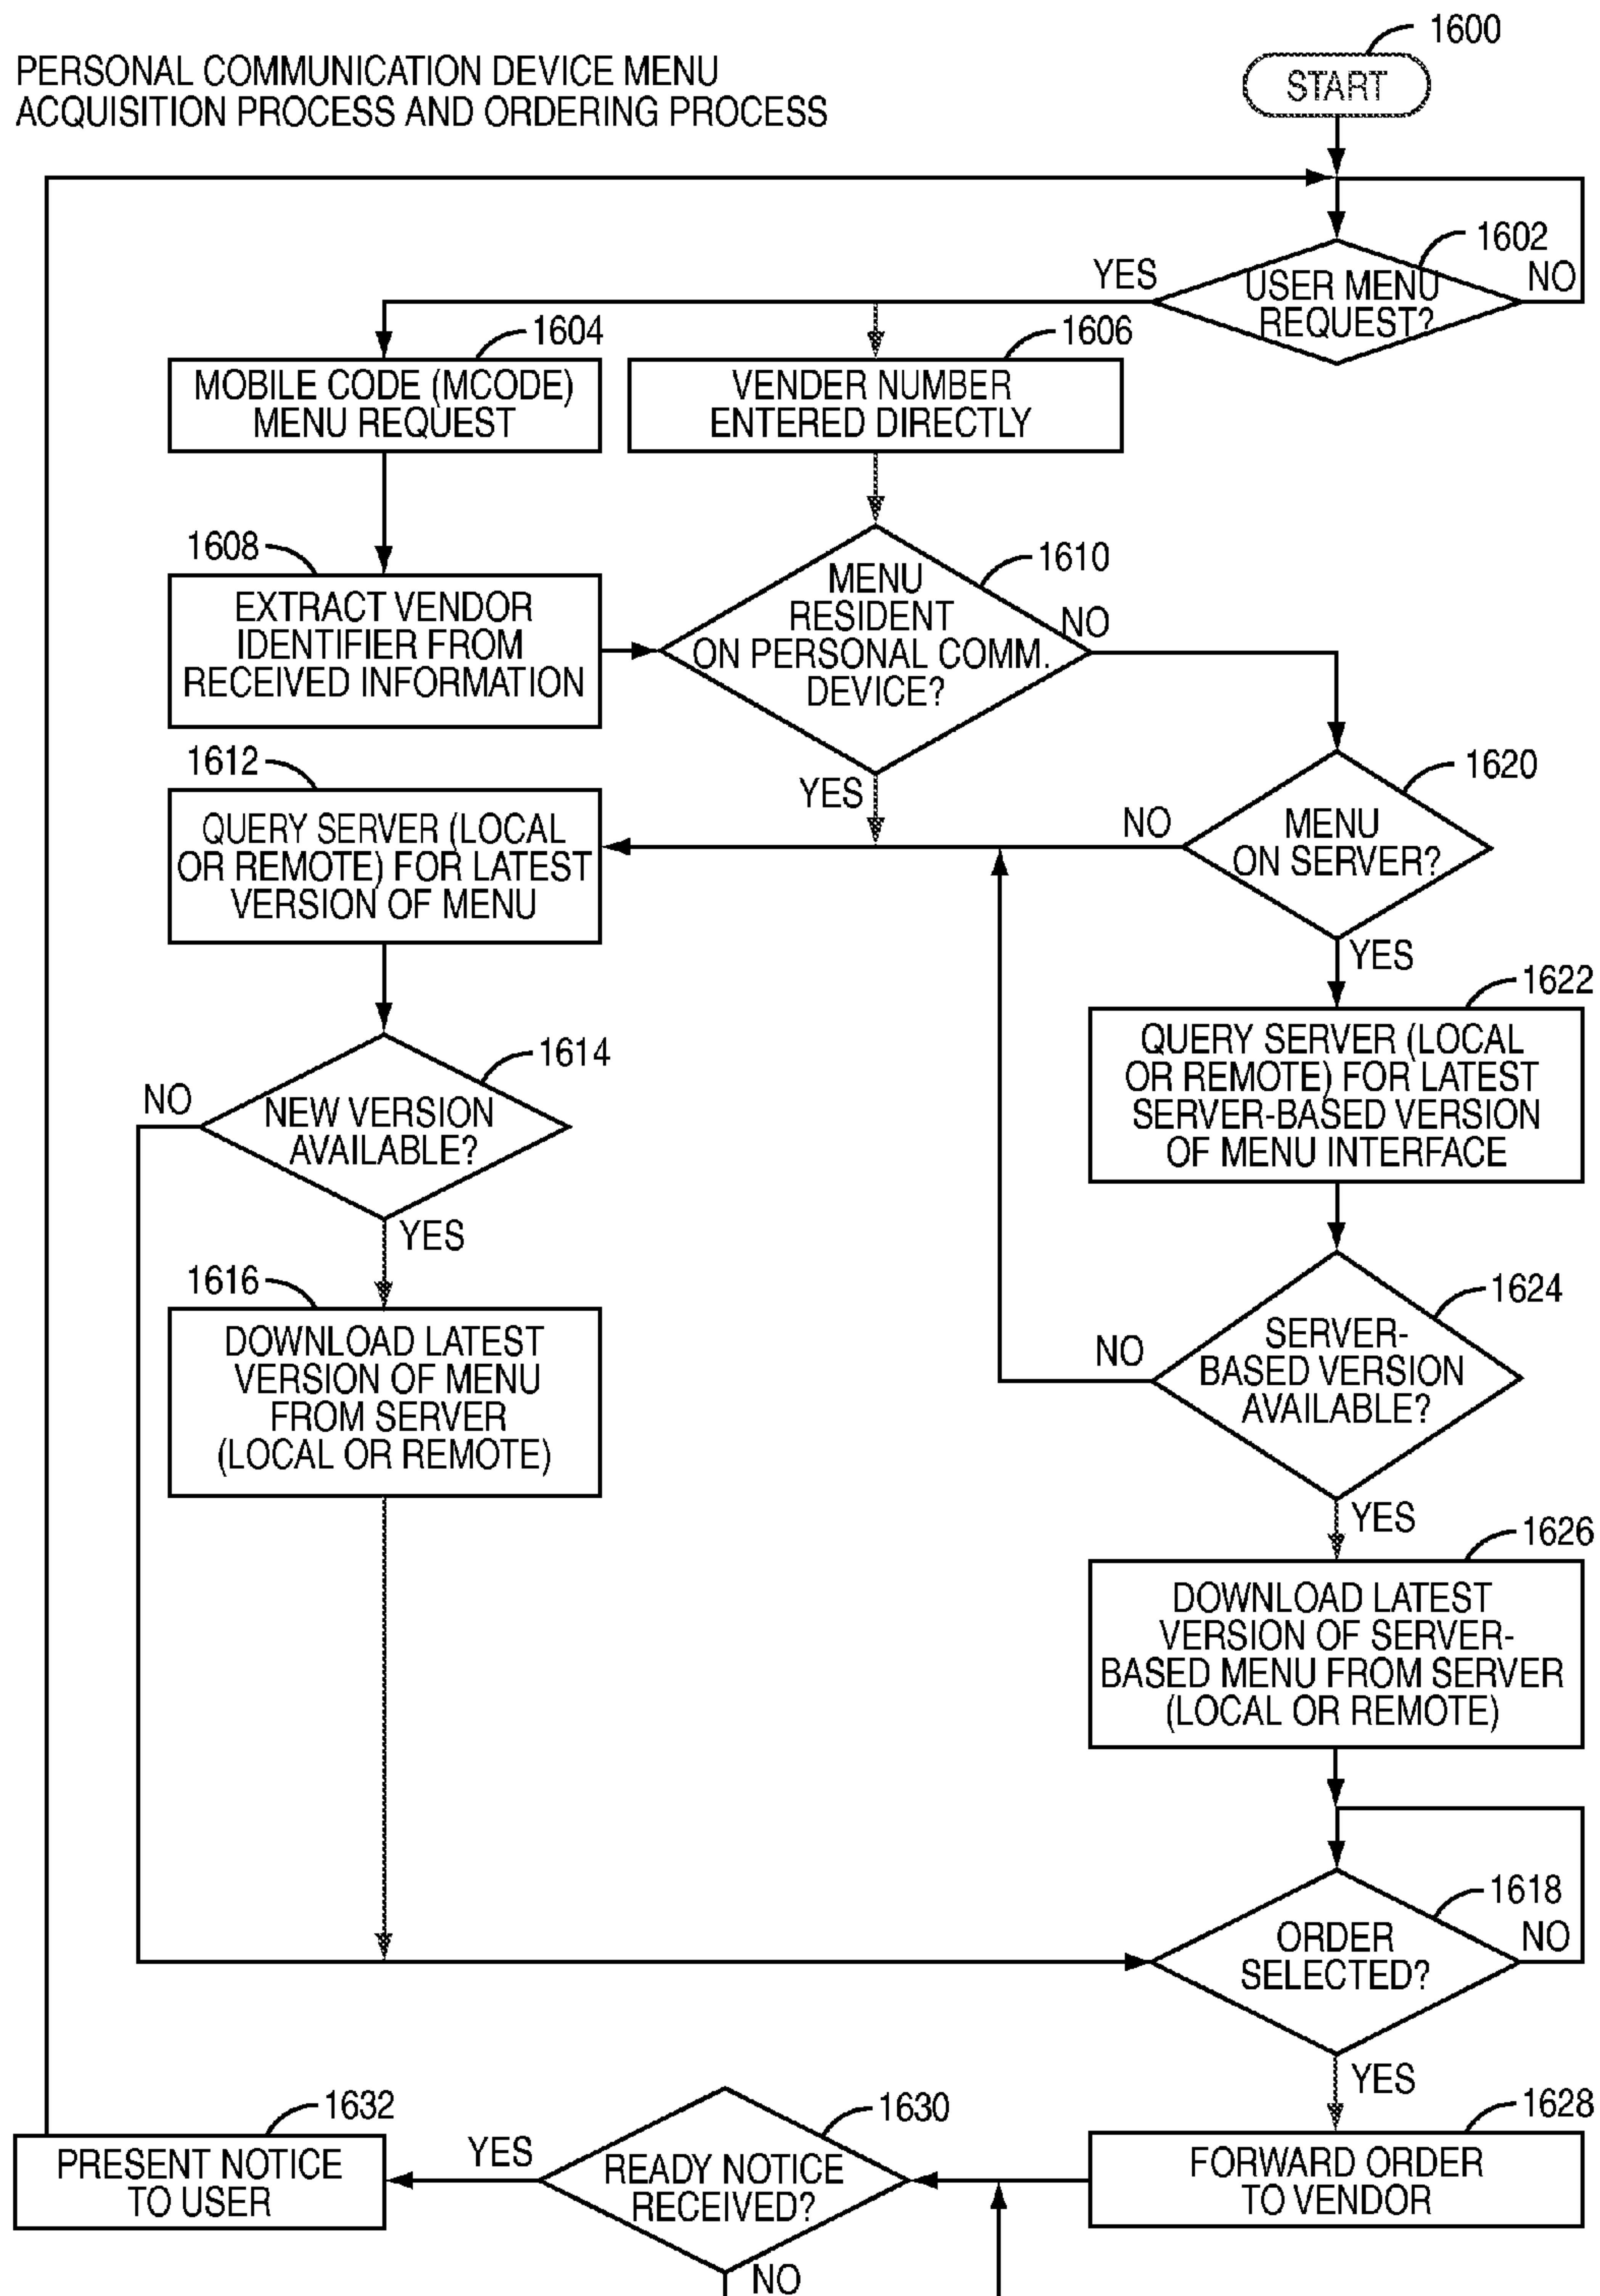 PERSONAL COMMUNICATION DEVICE MENU
ACQUISITION PROCESS AND ORDERING PROCESS
1600
START
1602
USER MENU
REQUEST?
YES
NO
1604
MOBILE CODE (MCODE)
MENU REQUEST
1606
VENDER NUMBER
ENTERED DIRECTLY
1608
EXTRACT VENDOR
IDENTIFIER FROM
RECEIVED INFORMATION
1610
MENU
RESIDENT
ON PERSONAL COMM.
DEVICE?
NO
YES
1612
QUERY SERVER (LOCAL
OR REMOTE) FOR LATEST
VERSION OF MENU
1620
MENU
ON SERVER?
NO
YES
1622
QUERY SERVER (LOCAL
OR REMOTE) FOR LATEST
SERVER-BASED VERSION
OF MENU INTERFACE
1614
NEW VERSION
AVAILABLE?
NO
YES
1616
DOWNLOAD LATEST
VERSION OF MENU
FROM SERVER
(LOCAL OR REMOTE)
1624
SERVER-
BASED VERSION
AVAILABLE?
NO
YES
1626
DOWNLOAD LATEST
VERSION OF SERVER-
BASED MENU FROM SERVER
(LOCAL OR REMOTE)
1618
ORDER
SELECTED?
NO
YES
1628
FORWARD ORDER
TO VENDOR
1630
READY NOTICE
RECEIVED?
YES
NO
1632
PRESENT NOTICE
TO USER